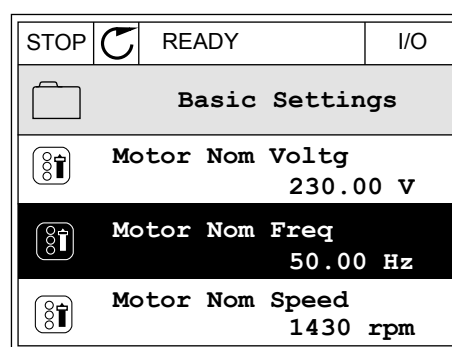 STOP READY I/O
Basic Settings
Motor Nom Voltg
230.00 V
Motor Nom Freq
50.00 Hz
Motor Nom Speed
1430 rpm